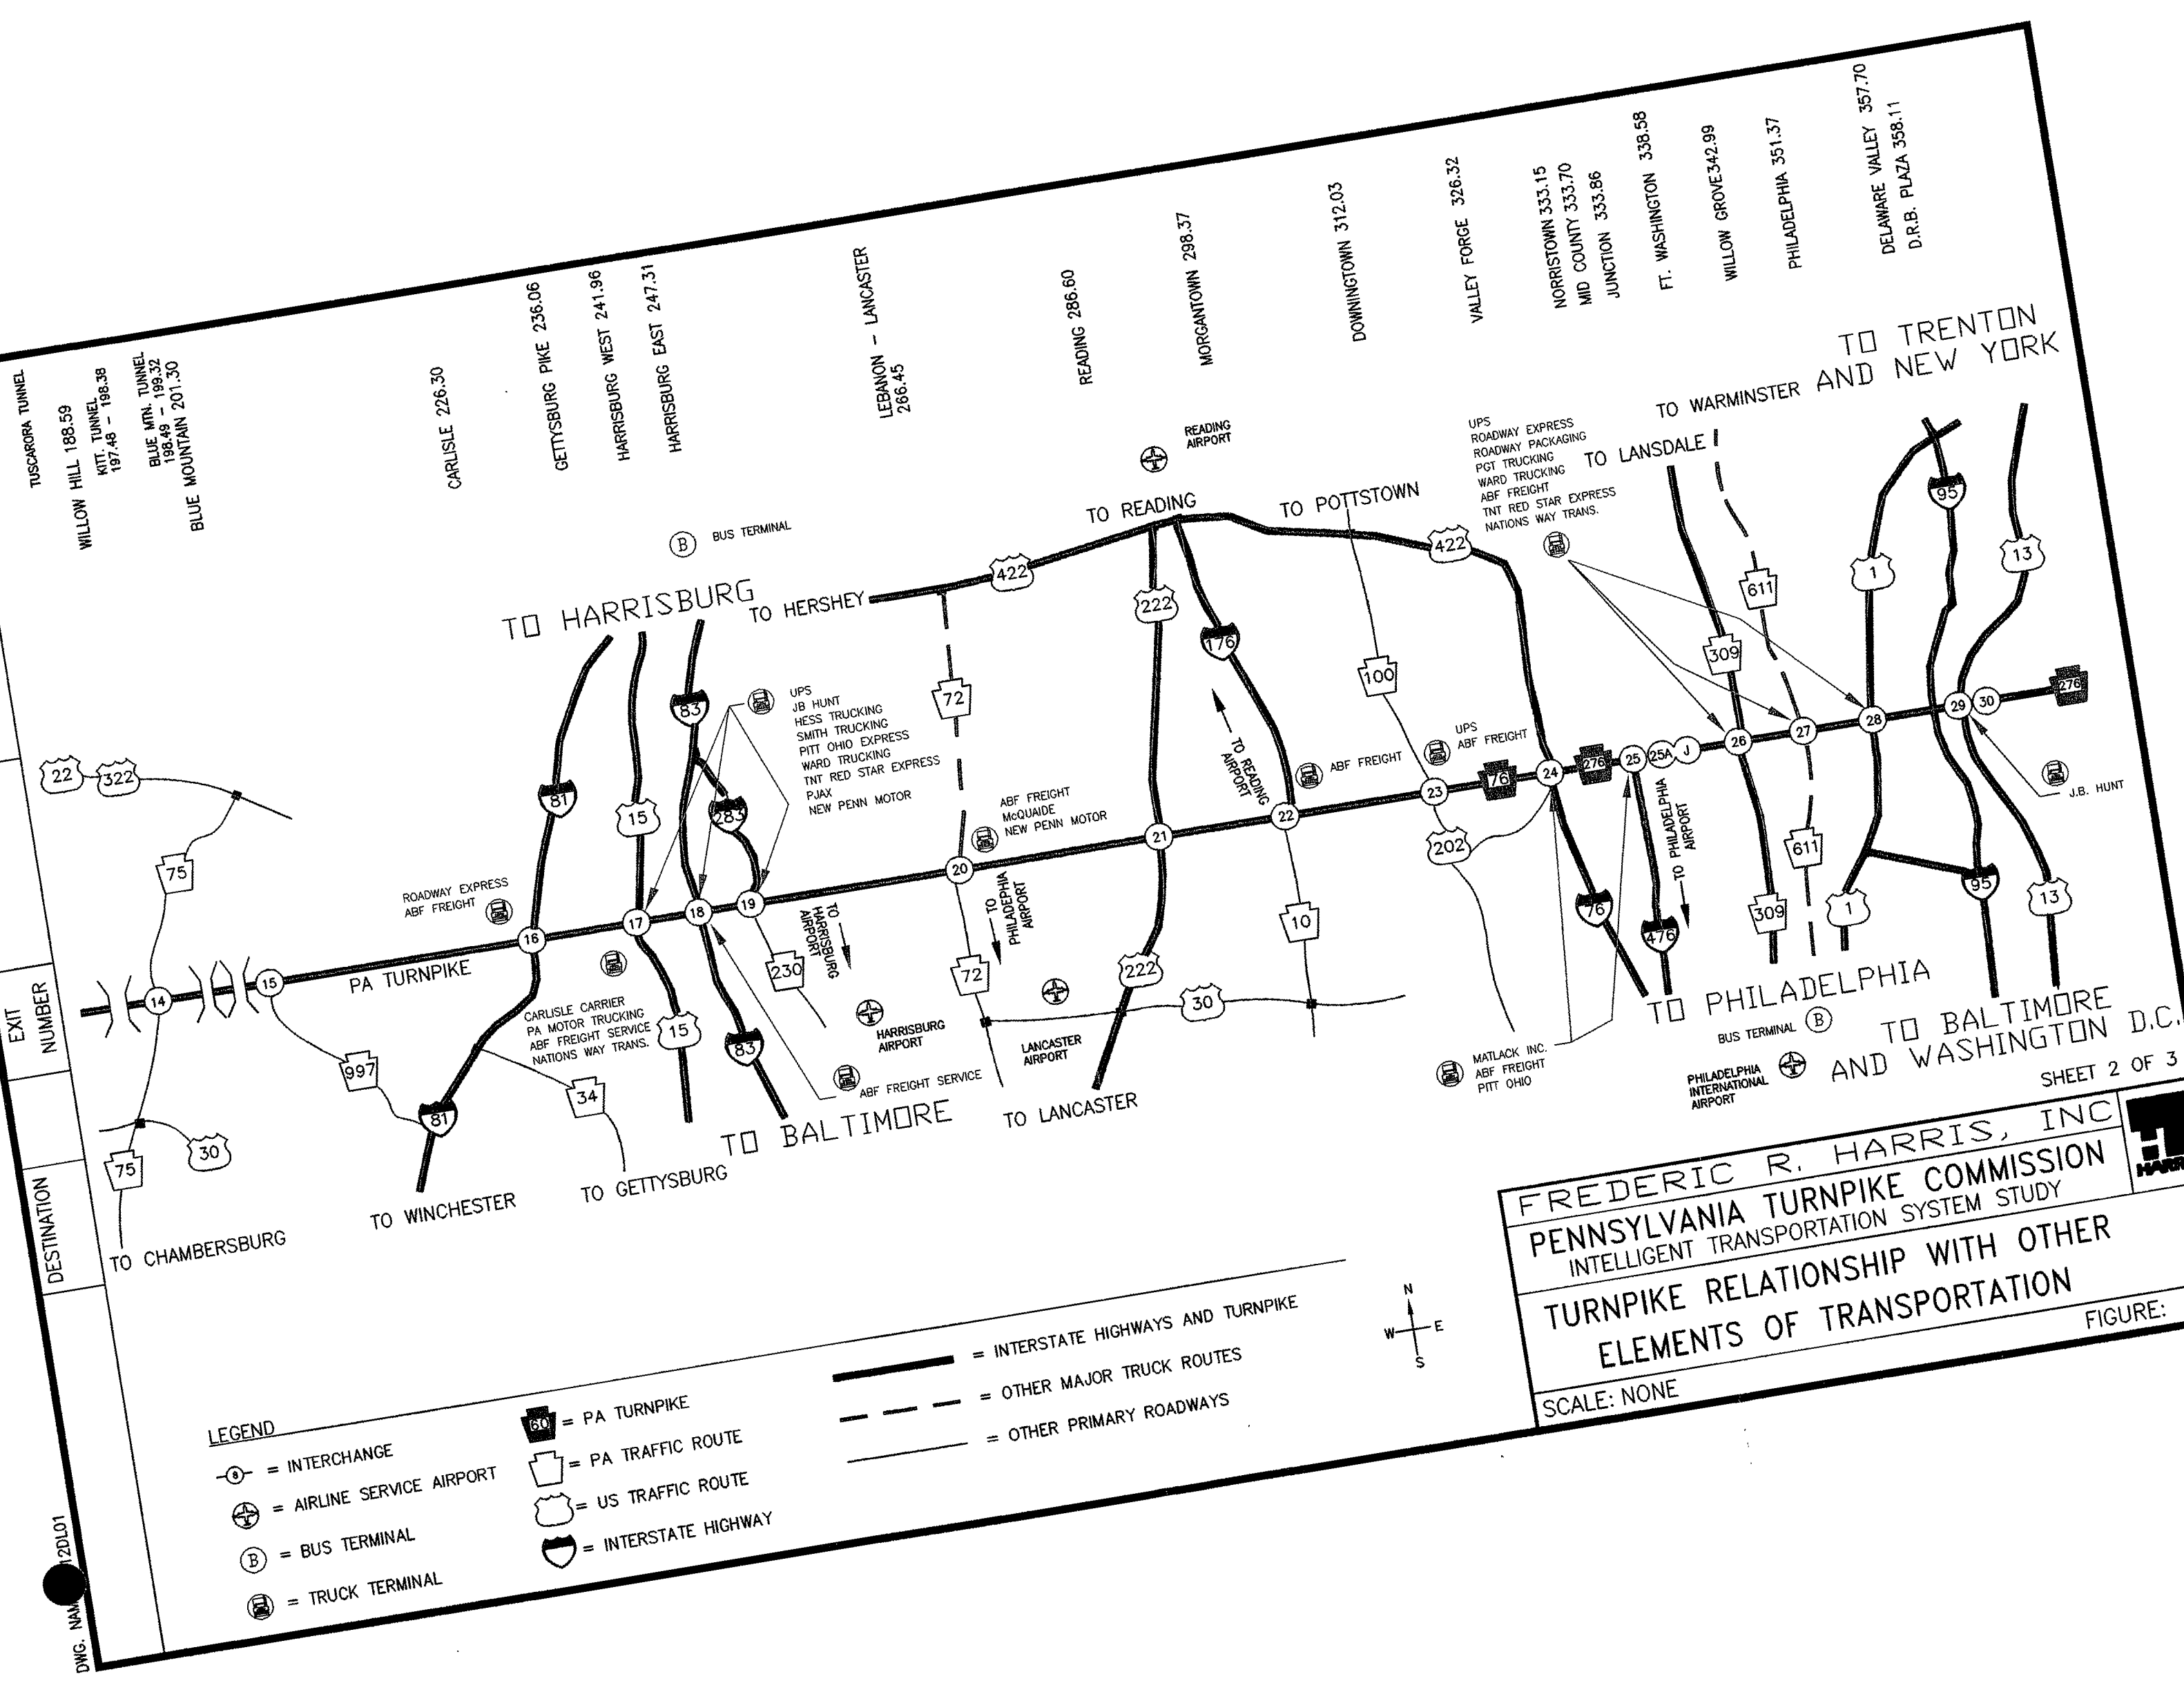 TUSCARORA TUNNEL
WILLOW HILL 188.59
KITT. TUNNEL
197.48 - 198.38
BLUE MTN. TUNNEL
198.49 - 199.32
BLUE MOUNTAIN 201.30
CARLISLE 226.30
GETTYSBURG PIKE 236.06
HARRISBURG WEST 241.96
HARRISBURG EAST 247.31
LEBANON - LANCASTER
266.45
READING 286.60
MORGANTOWN 298.37
DOWNINGTOWN 312.03
VALLEY FORGE 326.32
NORRISTOWN 333.15
MID COUNTY 333.70
JUNCTION 333.86
FT. WASHINGTON 338.58
WILLOW GROVE342.99
PHILADELPHIA 351.37
DELAWARE VALLEY 357.70
D.R.B. PLAZA 358.11
TO TRENTON
AND NEW YORK
TO WARMINSTER
TO LANSDALE
UPS
ROADWAY EXPRESS
ROADWAY PACKAGING
PGT TRUCKING
WARD TRUCKING
ABF FREIGHT
TNT RED STAR EXPRESS
NATIONS WAY TRANS.
READING
AIRPORT
TO READING
TO POTTSTOWN
B
BUS TERMINAL
TO HARRISBURG
TO HERSHEY
422
422
222
176
100
72
309
611
1
95
13
83
81
15
283
22
322
75
UPS
JB HUNT
HESS TRUCKING
SMITH TRUCKING
PITT OHIO EXPRESS
WARD TRUCKING
TNT RED STAR EXPRESS
PJAX
NEW PENN MOTOR
ABF FREIGHT
McQUAIDE
NEW PENN MOTOR
TO READING
AIRPORT
ABF FREIGHT
UPS
ABF FREIGHT
ROADWAY EXPRESS
ABF FREIGHT
J.B. HUNT
14
15
16
17
18
19
20
21
22
23
76
24
276
25
25A
J
26
27
28
29
30
276
PA TURNPIKE
TO
HARRISBURG
AIRPORT
TO
PHILADEPHIA
AIRPORT
TO PHILADELPHIA
AIRPORT
202
10
230
72
222
30
76
476
309
611
1
95
13
CARLISLE CARRIER
PA MOTOR TRUCKING
ABF FREIGHT SERVICE
NATIONS WAY TRANS.
15
83
HARRISBURG
AIRPORT
LANCASTER
AIRPORT
ABF FREIGHT SERVICE
MATLACK INC.
ABF FREIGHT
PITT OHIO
TO PHILADELPHIA
BUS TERMINAL
B
PHILADELPHIA
INTERNATIONAL
AIRPORT
TO BALTIMORE
AND WASHINGTON D.C.
997
81
34
30
75
TO BALTIMORE
TO LANCASTER
TO GETTYSBURG
TO WINCHESTER
TO CHAMBERSBURG
EXIT
NUMBER
DESTINATION
SHEET 2 OF 3
FREDERIC R. HARRIS, INC
PENNSYLVANIA TURNPIKE COMMISSION
INTELLIGENT TRANSPORTATION SYSTEM STUDY
TURNPIKE RELATIONSHIP WITH OTHER
ELEMENTS OF TRANSPORTATION
FIGURE:
SCALE: NONE
N
W
E
S
LEGEND
8
= INTERCHANGE
= AIRLINE SERVICE AIRPORT
B
= BUS TERMINAL
= TRUCK TERMINAL
60
= PA TURNPIKE
= PA TRAFFIC ROUTE
= US TRAFFIC ROUTE
= INTERSTATE HIGHWAY
= INTERSTATE HIGHWAYS AND TURNPIKE
= OTHER MAJOR TRUCK ROUTES
= OTHER PRIMARY ROADWAYS
DWG. NAM 12DL01